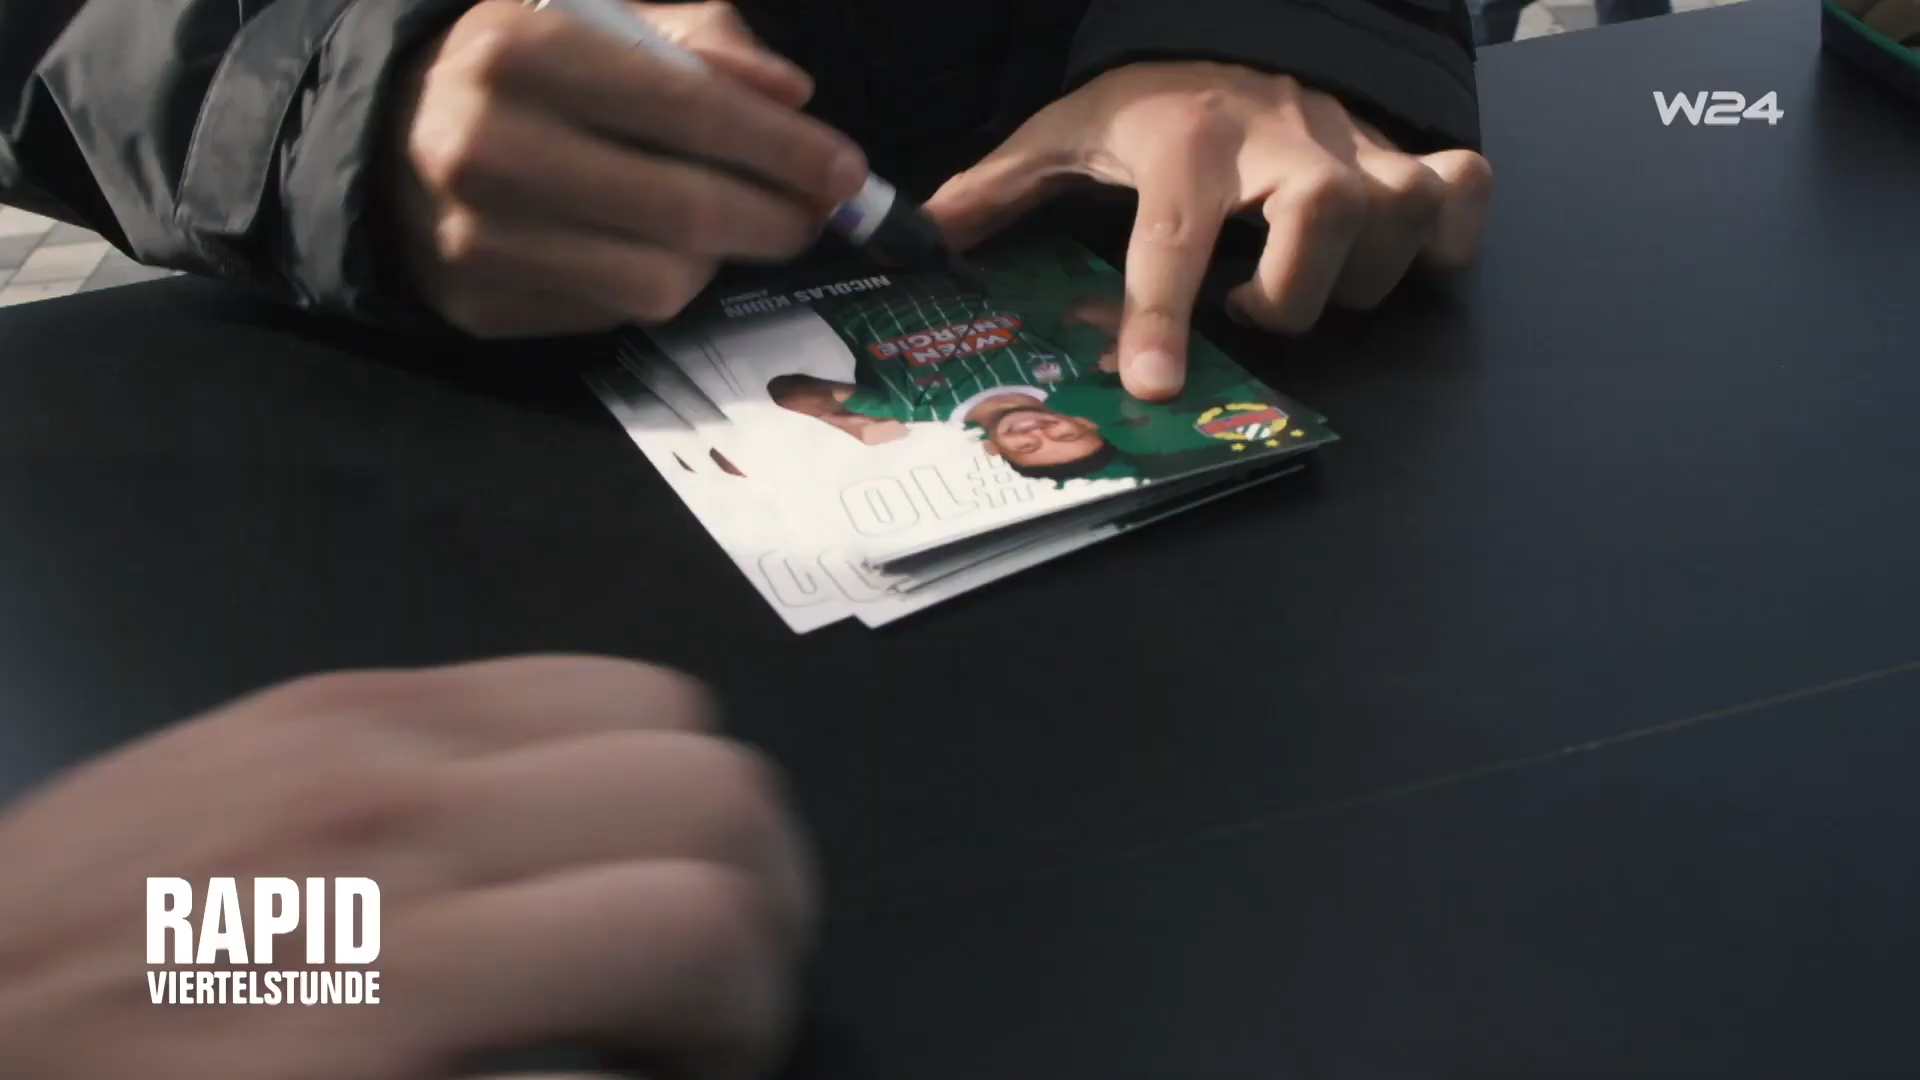 W24
NICOLAS KÜHN
WIEN
ENERGIE
#10
RAPID
VIERTELSTUNDE